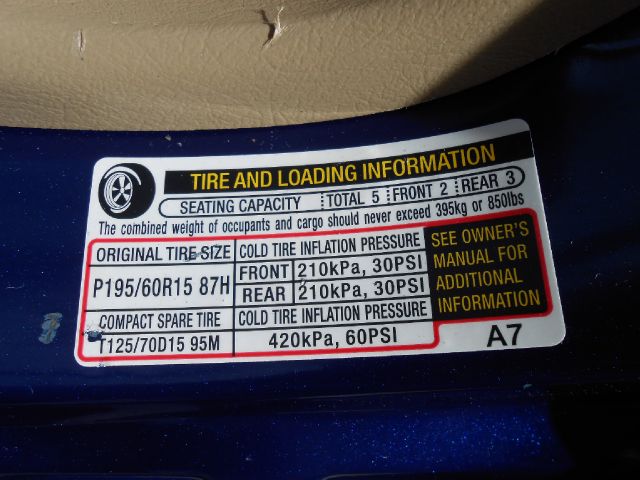 TIRE AND LOADING INFORMATION
SEATING CAPACITY TOTAL 5 FRONT 2 REAR 3
The combined weight of occupants and cargo should never exceed 395kg or 850lbs
ORIGINAL TIRE SIZE COLD TIRE INFLATION PRESSURE
P195/60R15 87H
FRONT 210kPa, 30PSI
REAR 210kPa, 30PSI
COMPACT SPARE TIRE COLD TIRE INFLATION PRESSURE
T125/70D15 95M 420kPa, 60PSI
SEE OWNER'S
MANUAL FOR
ADDITIONAL
INFORMATION
A7